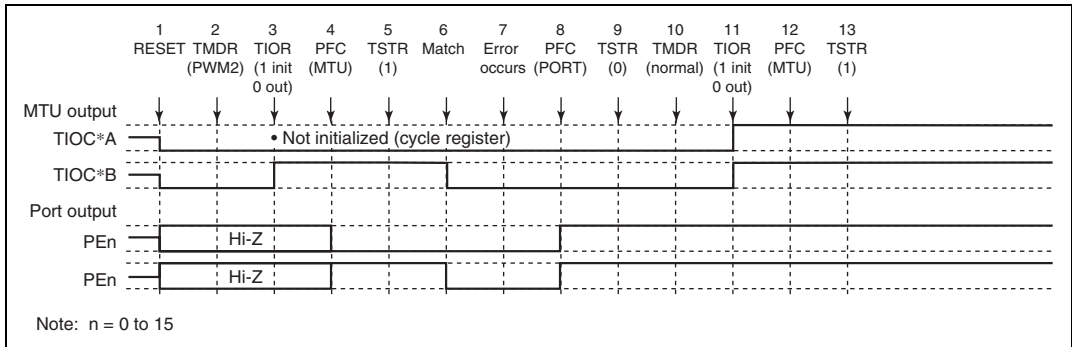 1 2 3 4 5 6 7 8 9 10 11 12 13
RESET TMDR TIOR PFC TSTR Match Error PFC TSTR TMDR TIOR PFC TSTR
(PWM2) (1 init (MTU) (1) occurs (PORT) (0) (normal) (1 init (MTU) (1)
0 out) 0 out)
MTU output
TIOC*A • Not initialized (cycle register)
TIOC*B
Port output
PEn Hi-Z
PEn Hi-Z
Note: n = 0 to 15